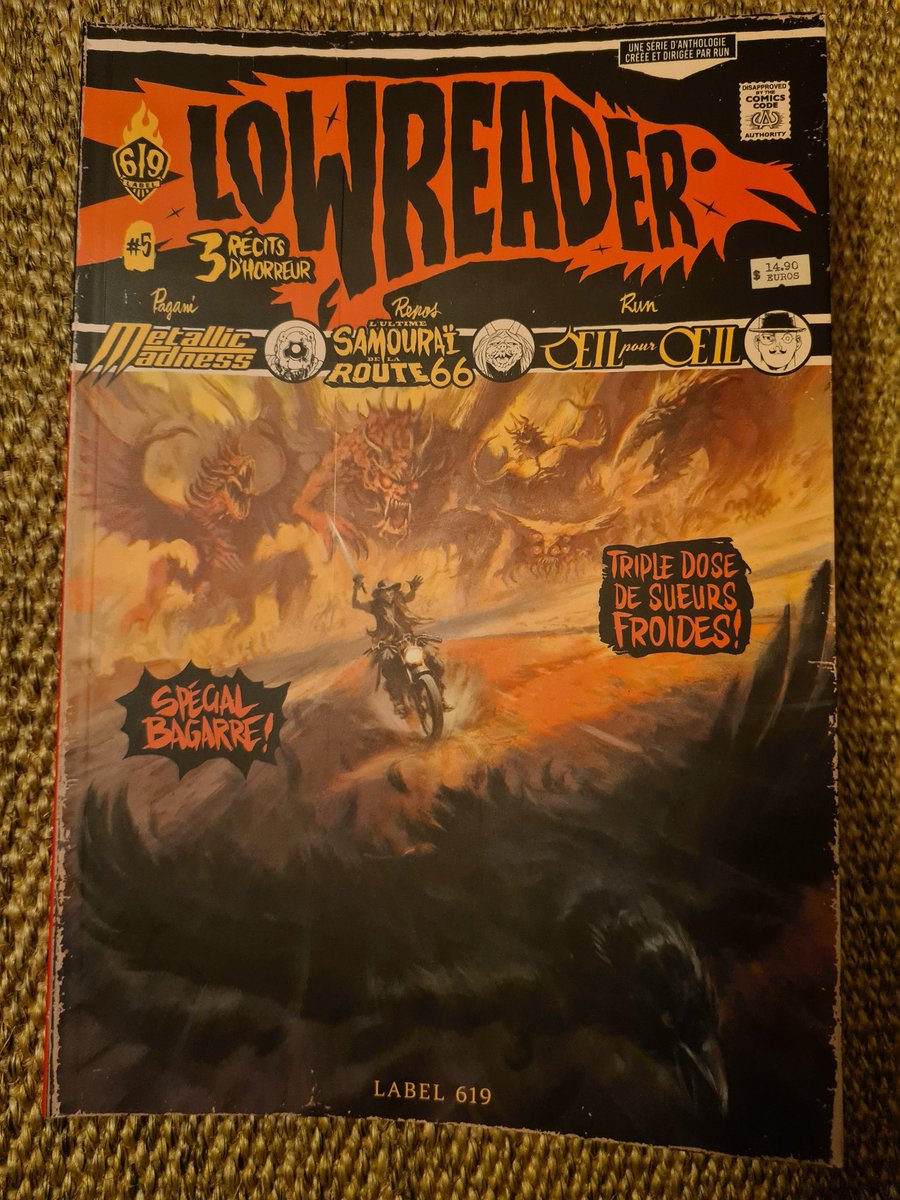 UNE SÉRIE D'ANTHOLOGIE
CRÉÉE ET DIRIGÉE PAR RUN
LOWREADER
DISAPPROVED
BY THE
COMICS
CODE
AUTHORITY
619
LABEL
#5
3 RÉCITS
D'HORREUR
$ 14.90
EUROS
Pagani
Metallic
Madness
Repos
L'ULTIME
SAMOURAÏ
DE LA
ROUTE 66
Run
ŒIL pour ŒIL
TRIPLE DOSE
DE SUEURS
FROIDES!
SPÉCIAL
BAGARRE!
LABEL 619